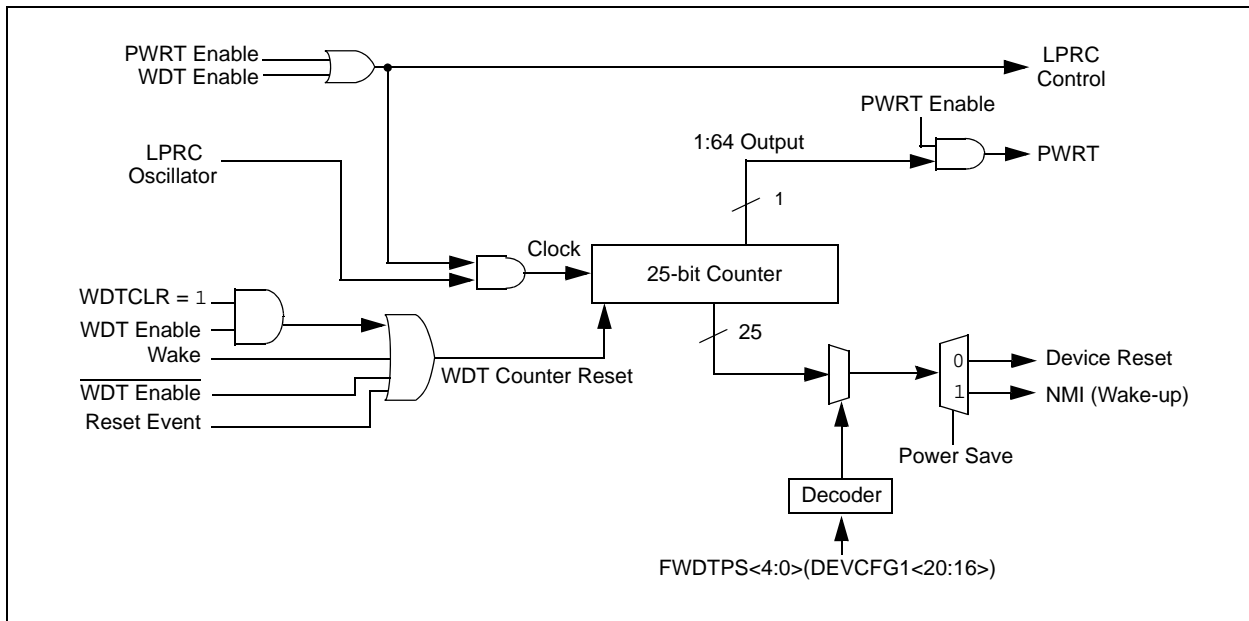 PWRT Enable
WDT Enable
LPRC
Control
PWRT Enable
1:64 Output
PWRT
LPRC
Oscillator
1
Clock
25-bit Counter
WDTCLR = 1
WDT Enable
Wake
WDT Enable
Reset Event
WDT Counter Reset
25
0
1
Device Reset
NMI (Wake-up)
Power Save
Decoder
FWDTPS<4:0>(DEVCFG1<20:16>)